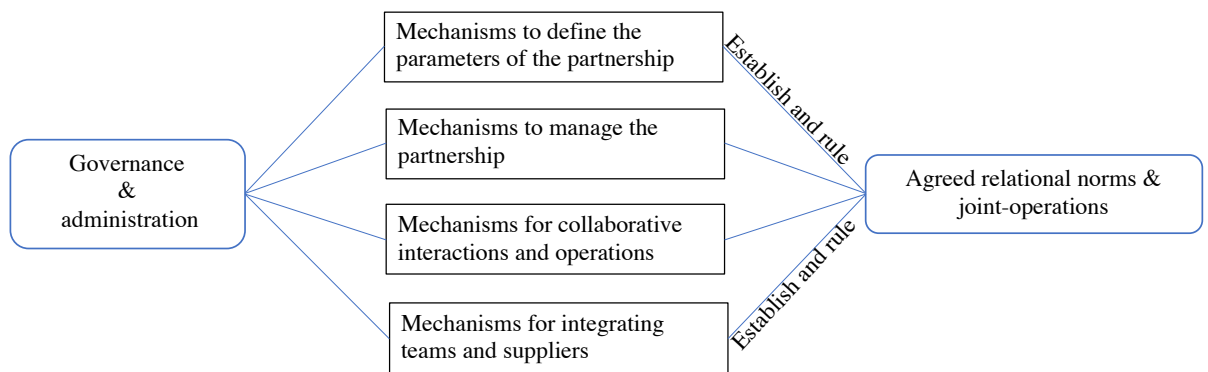 Governance
&
administration
Mechanisms to define the
parameters of the partnership
Mechanisms to manage the
partnership
Mechanisms for collaborative
interactions and operations
Mechanisms for integrating
teams and suppliers
Establish and rule
Establish and rule
Agreed relational norms &
joint-operations